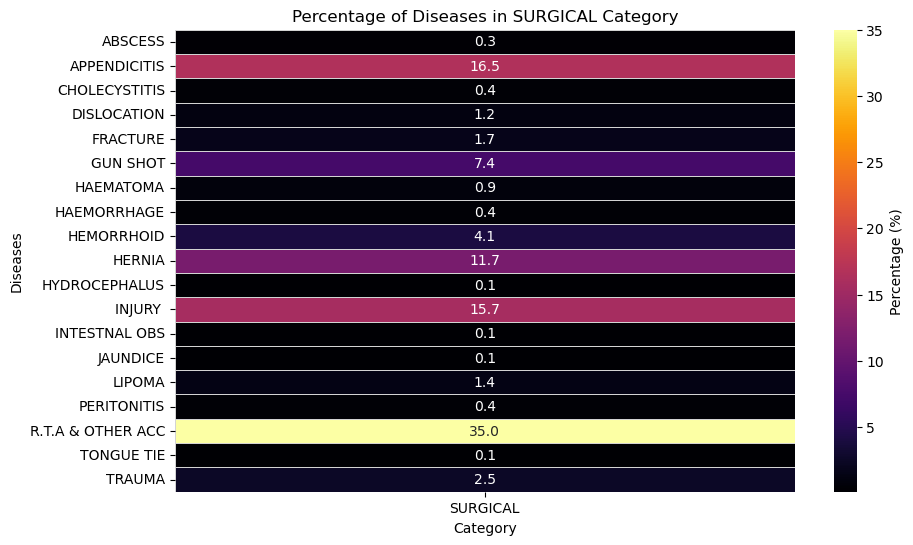 Percentage of Diseases in SURGICAL Category
ABSCESS 0.3
APPENDICITIS 16.5
CHOLECYSTITIS 0.4
DISLOCATION 1.2
FRACTURE 1.7
GUN SHOT 7.4
HAEMATOMA 0.9
HAEMORRHAGE 0.4
HEMORRHOID 4.1
HERNIA 11.7
HYDROCEPHALUS 0.1
INJURY 15.7
INTESTNAL OBS 0.1
JAUNDICE 0.1
LIPOMA 1.4
PERITONITIS 0.4
R.T.A & OTHER ACC 35.0
TONGUE TIE 0.1
TRAUMA 2.5
Diseases
SURGICAL
Category
35
30
25
20
15
10
5
Percentage (%)